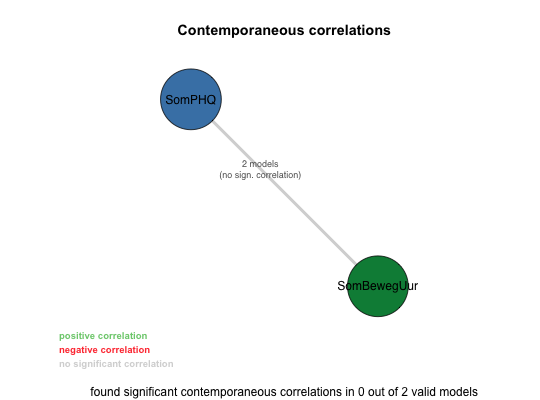 Contemporaneous correlations
SomPHQ
2 models
(no sign. correlation)
SomBewegUur
positive correlation
negative correlation
no significant correlation
found significant contemporaneous correlations in 0 out of 2 valid models